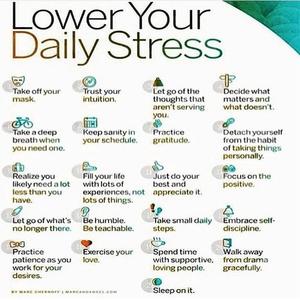 Lower Your
Daily Stress
Take off your
mask.
Trust your
intuition.
Let go of the
thoughts that
aren't serving
you.
Decide what
matters and
what doesn't.
Take a deep
breath when
you need one.
Keep sanity in
your schedule.
Practice
gratitude.
Detach yourself
from the habit
of taking things
personally.
Realize you
likely need a lot
less than you
have.
Fill your life
with lots of
experiences, not
lots of things.
Just do your
best and
appreciate it.
Focus on the
positive.
Let go of what's
no longer there.
Be humble.
Be teachable.
Take small daily
steps.
Embrace self-
discipline.
Practice
patience as you
work for your
desires.
Exercise your
love.
Spend time
with supportive,
loving people.
Walk away
from drama
gracefully.
Sleep on it.
BY MARC CHERNOFF | MARCANDANGEL.COM